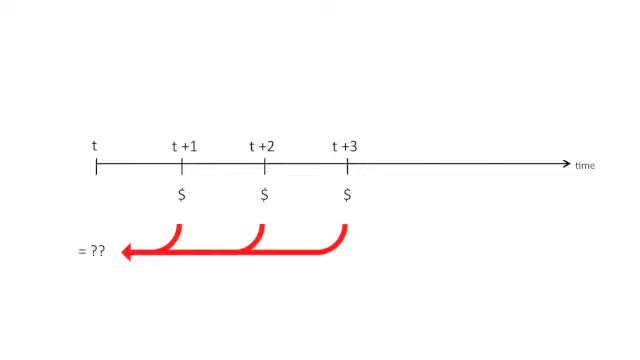 t t +1 t +2 t +3
time
$ $ $
= ??